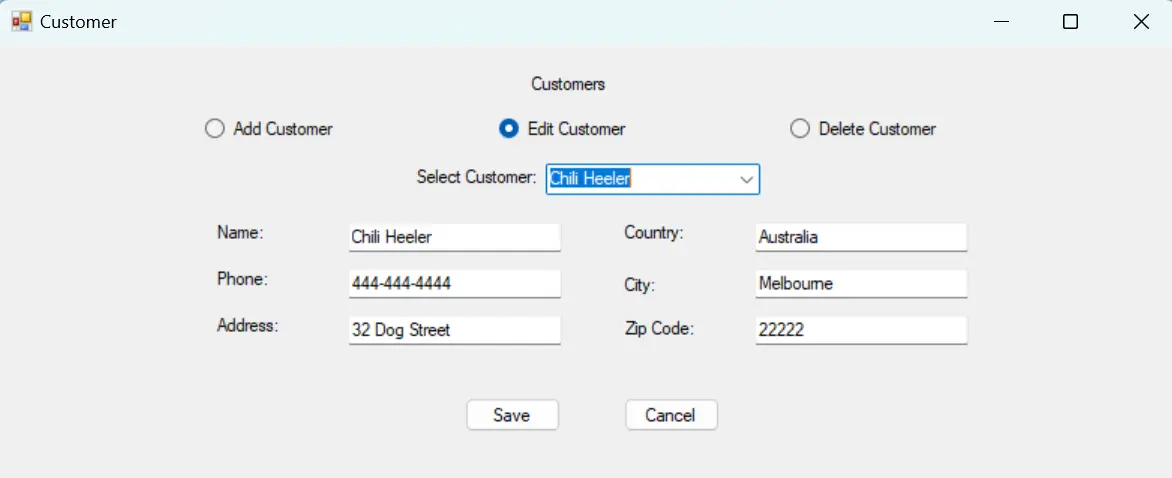 Customer
Customers
Add Customer Edit Customer Delete Customer
Select Customer: Chili Heeler
Name: Chili Heeler Country: Australia
Phone: 444-444-4444 City: Melbourne
Address: 32 Dog Street Zip Code: 22222
Save Cancel